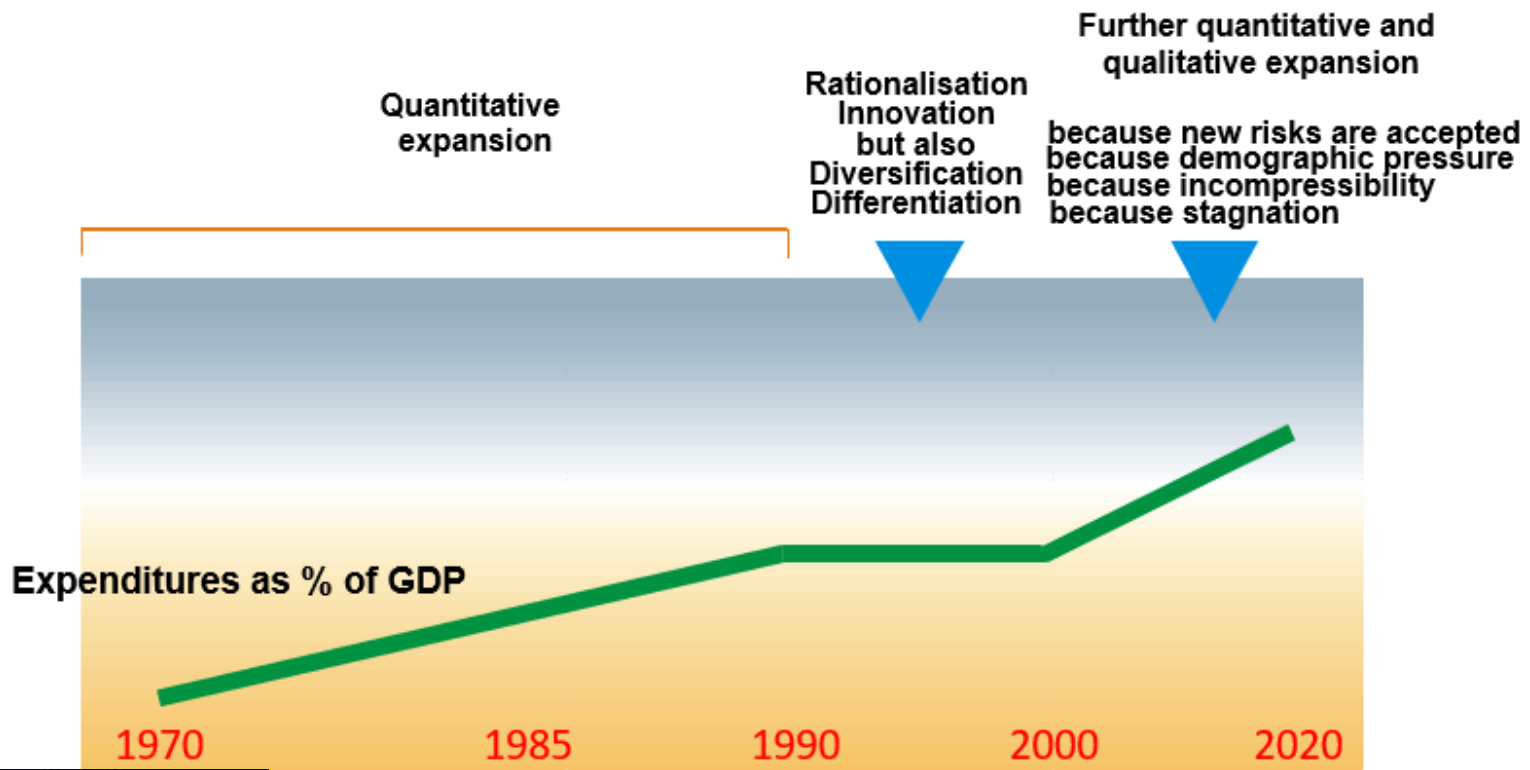 Quantitative
expansion
Rationalisation
Innovation
but also
Diversification
Differentiation
Further quantitative and
qualitative expansion
because new risks are accepted
because demographic pressure
because incompressibility
because stagnation
Expenditures as % of GDP
1970
1985
1990
2000
2020